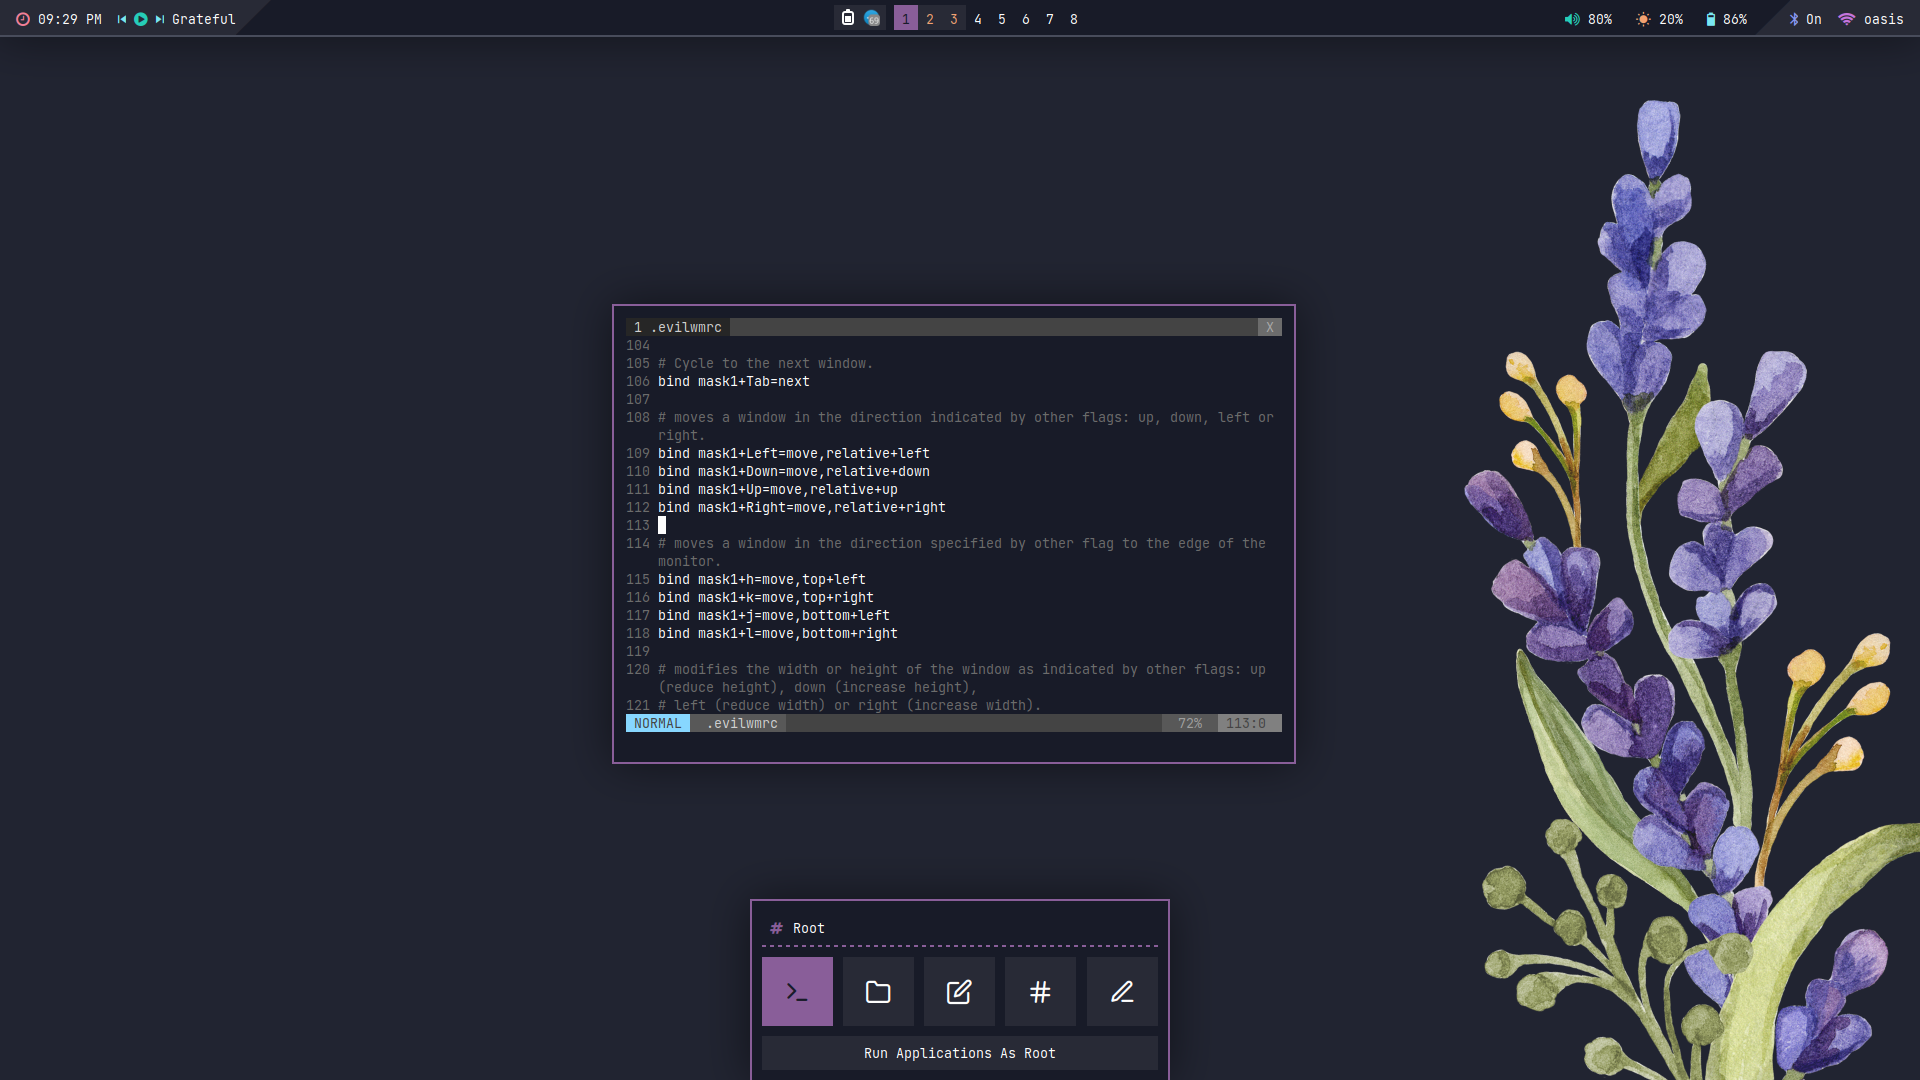 09:29 PM Grateful
69 1 2 3 4 5 6 7 8
80% 20% 86% On oasis
1 .evilwmrc X
104
105 # Cycle to the next window.
106 bind mask1+Tab=next
107
108 # moves a window in the direction indicated by other flags: up, down, left or
right.
109 bind mask1+Left=move,relative+left
110 bind mask1+Down=move,relative+down
111 bind mask1+Up=move,relative+up
112 bind mask1+Right=move,relative+right
113
114 # moves a window in the direction specified by other flag to the edge of the
monitor.
115 bind mask1+h=move,top+left
116 bind mask1+k=move,top+right
117 bind mask1+j=move,bottom+left
118 bind mask1+l=move,bottom+right
119
120 # modifies the width or height of the window as indicated by other flags: up
(reduce height), down (increase height),
121 # left (reduce width) or right (increase width).
NORMAL .evilwmrc 72% 113:0
# Root
#
Run Applications As Root